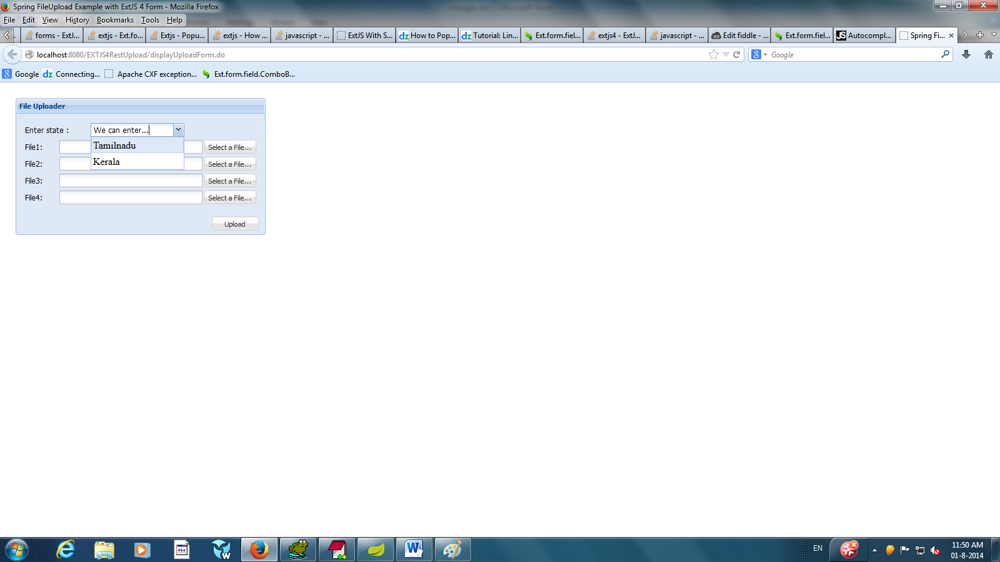 Spring FileUpload Example with ExtJS 4 Form - Mozilla Firefox
File Edit View History Bookmarks Tools Help
forms - ExtJ... extjs - Ext.fo... Extjs - Popu... extjs - How ... javascript - ... ExtJS With S... How to Pop... Tutorial: Lin... Ext.form.fiel... extjs4 - ExtJ... javascript - ... Edit fiddle - ... Ext.form.fiel... Autocompl... Spring Fi...
localhost:8080/EXTJS4RestUpload/displayUploadForm.do Google
Google Connecting... Apache CXF exception... Ext.form.field.ComboB...
File Uploader
Enter state : We can enter...
Tamilnadu
Kerala
File1: Select a File...
File2: Select a File...
File3: Select a File...
File4: Select a File...
Upload
EN 11:50 AM
01-8-2014